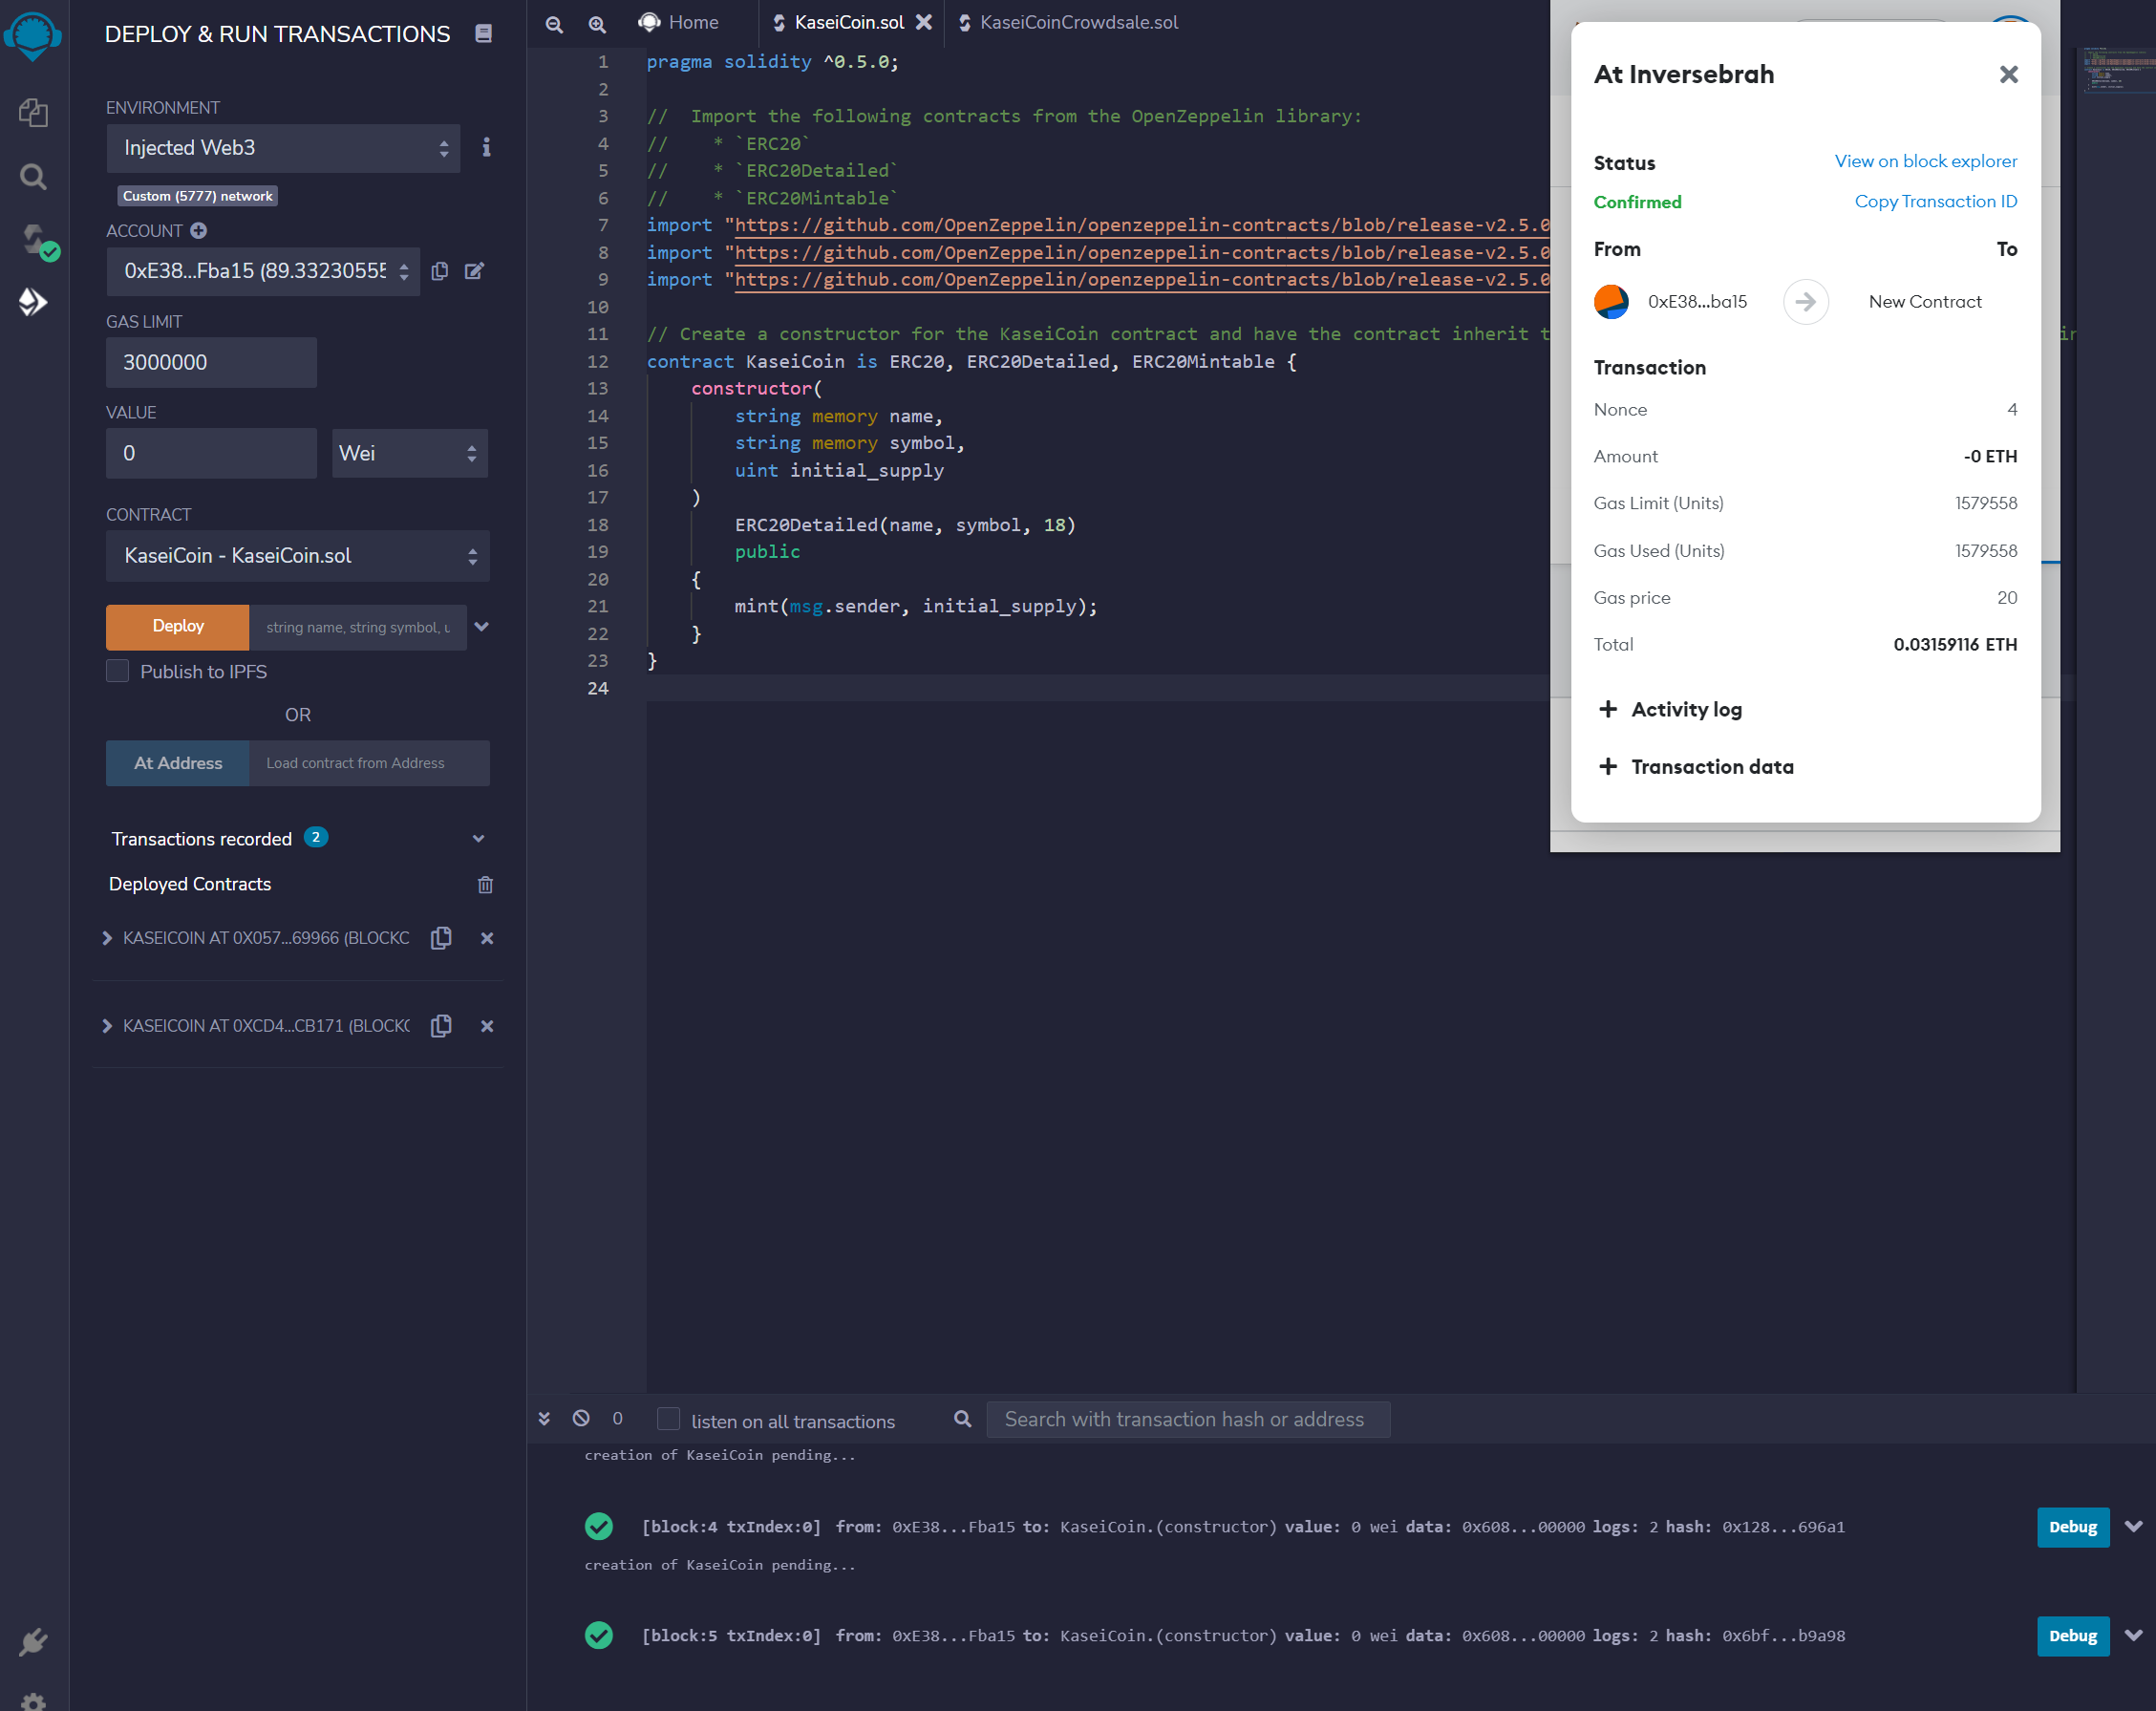 DEPLOY & RUN TRANSACTIONS
ENVIRONMENT
Injected Web3
Custom (5777) network
ACCOUNT
0xE38...Fba15 (89.33230555
GAS LIMIT
3000000
VALUE
0
Wei
CONTRACT
KaseiCoin - KaseiCoin.sol
Deploy
string name, string symbol, u
Publish to IPFS
OR
At Address
Load contract from Address
Transactions recorded 2
Deployed Contracts
KASEICOIN AT 0X057...69966 (BLOCKC
KASEICOIN AT 0XCD4...CB171 (BLOCKC
Home
KaseiCoin.sol
KaseiCoinCrowdsale.sol
1 pragma solidity ^0.5.0;
2
3 //  Import the following contracts from the OpenZeppelin library:
4 //    * `ERC20`
5 //    * `ERC20Detailed`
6 //    * `ERC20Mintable`
7 import "https://github.com/OpenZeppelin/openzeppelin-contracts/blob/release-v2.5.0
8 import "https://github.com/OpenZeppelin/openzeppelin-contracts/blob/release-v2.5.0
9 import "https://github.com/OpenZeppelin/openzeppelin-contracts/blob/release-v2.5.0
10
11 // Create a constructor for the KaseiCoin contract and have the contract inherit t
12 contract KaseiCoin is ERC20, ERC20Detailed, ERC20Mintable {
13     constructor(
14         string memory name,
15         string memory symbol,
16         uint initial_supply
17     )
18         ERC20Detailed(name, symbol, 18)
19         public
20     {
21         mint(msg.sender, initial_supply);
22     }
23 }
24
At Inversebrah
Status
View on block explorer
Confirmed
Copy Transaction ID
From
To
0xE38...ba15
New Contract
Transaction
Nonce 4
Amount -0 ETH
Gas Limit (Units) 1579558
Gas Used (Units) 1579558
Gas price 20
Total 0.03159116 ETH
Activity log
Transaction data
0
listen on all transactions
Search with transaction hash or address
creation of KaseiCoin pending...
[block:4 txIndex:0] from: 0xE38...Fba15 to: KaseiCoin.(constructor) value: 0 wei data: 0x608...00000 logs: 2 hash: 0x128...696a1
Debug
creation of KaseiCoin pending...
[block:5 txIndex:0] from: 0xE38...Fba15 to: KaseiCoin.(constructor) value: 0 wei data: 0x608...00000 logs: 2 hash: 0x6bf...b9a98
Debug